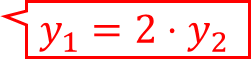 y₁ = 2 · y₂